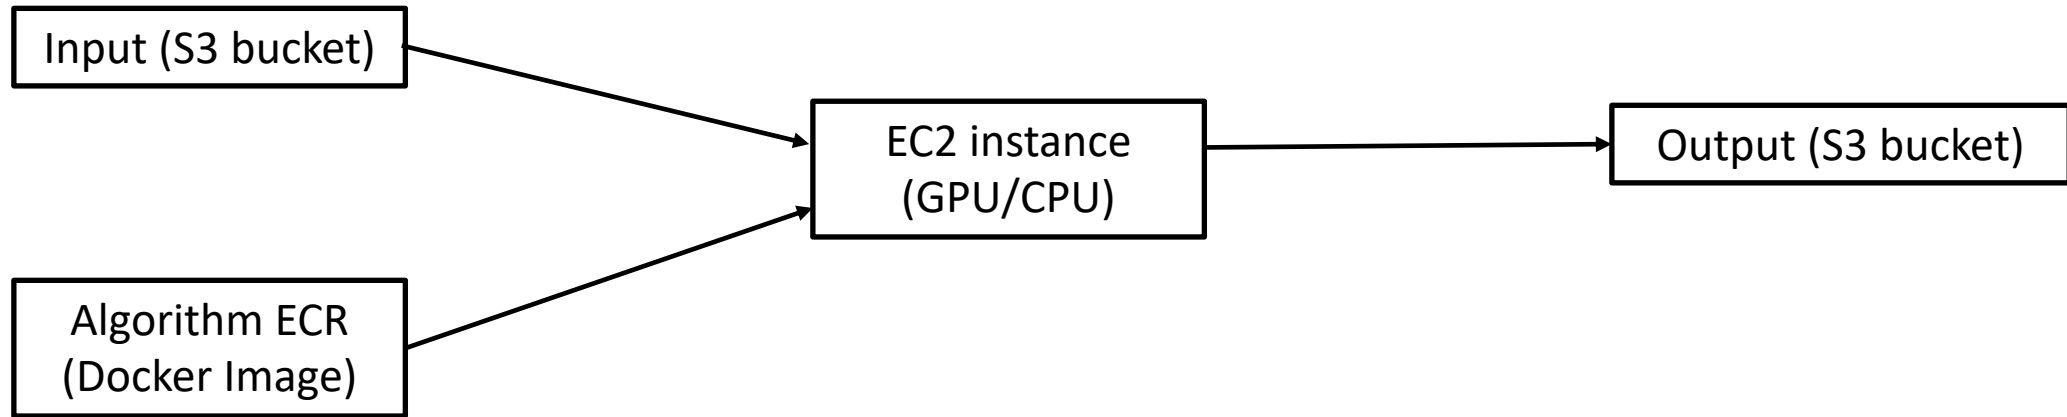 Input (S3 bucket)
EC2 instance
(GPU/CPU)
Output (S3 bucket)
Algorithm ECR
(Docker Image)